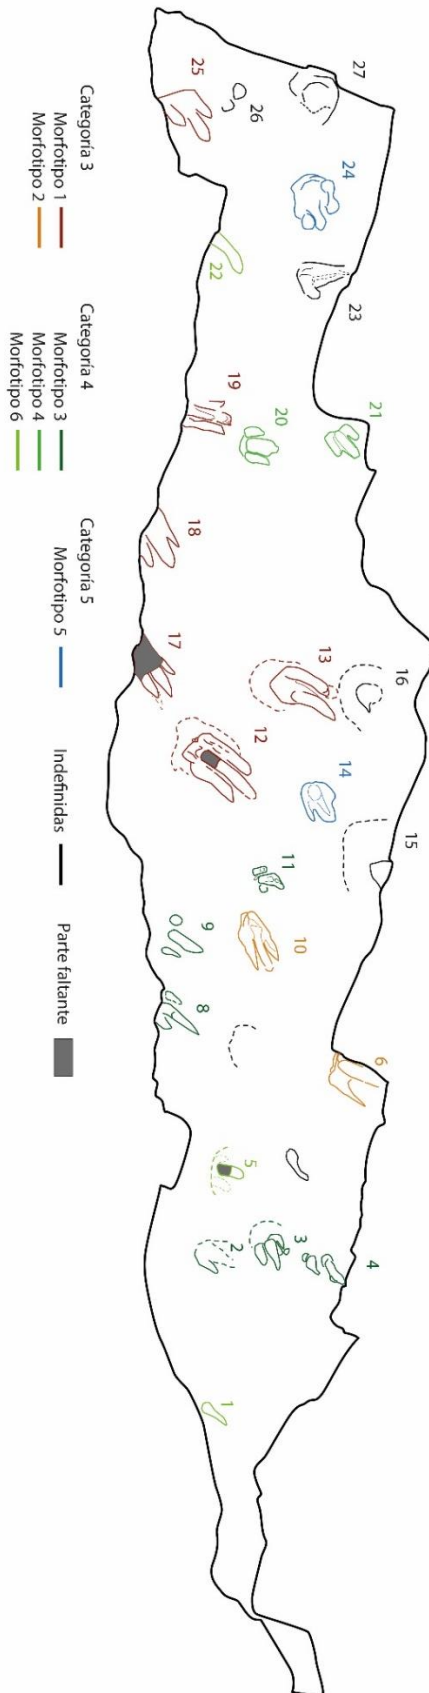 27
24
23
21
16
15
6
4
13
14
26
20
11
10
3
25
22
19
12
5
2
1
18
17
9
8
Categoría 3
Morfotipo 1
Morfotipo 2
Categoría 4
Morfotipo 3
Morfotipo 4
Morfotipo 6
Categoría 5
Morfotipo 5
Indefinidas
Parte faltante